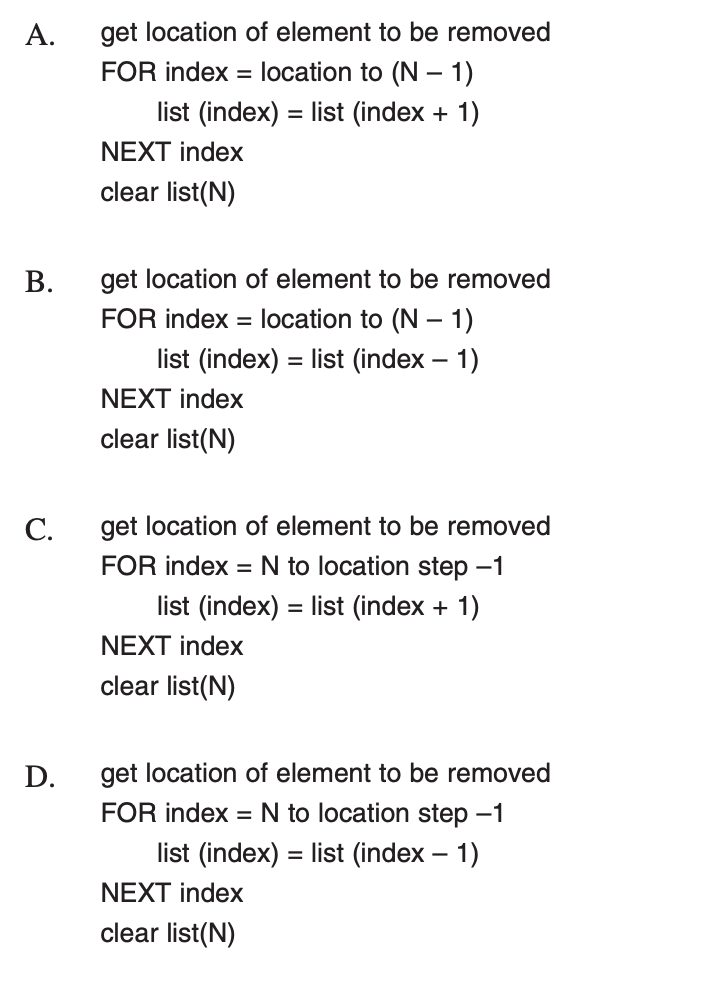 A. get location of element to be removed
FOR index = location to (N – 1)
list (index) = list (index + 1)
NEXT index
clear list(N)
B. get location of element to be removed
FOR index = location to (N – 1)
list (index) = list (index – 1)
NEXT index
clear list(N)
C. get location of element to be removed
FOR index = N to location step –1
list (index) = list (index + 1)
NEXT index
clear list(N)
D. get location of element to be removed
FOR index = N to location step –1
list (index) = list (index – 1)
NEXT index
clear list(N)